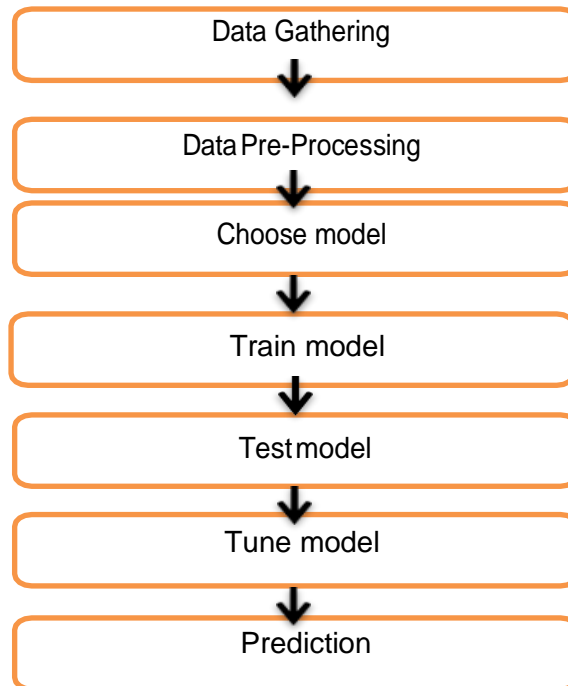 Data Gathering
Data Pre-Processing
Choose model
Train model
Test model
Tune model
Prediction